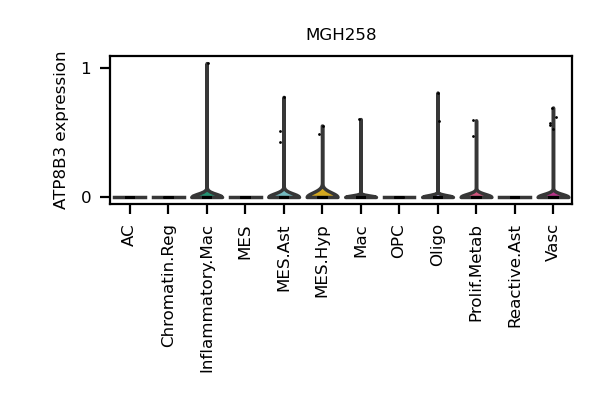 MGH258
ATP8B3 expression
1
0
AC
Chromatin.Reg
Inflammatory.Mac
MES
MES.Ast
MES.Hyp
Mac
OPC
Oligo
Prolif.Metab
Reactive.Ast
Vasc